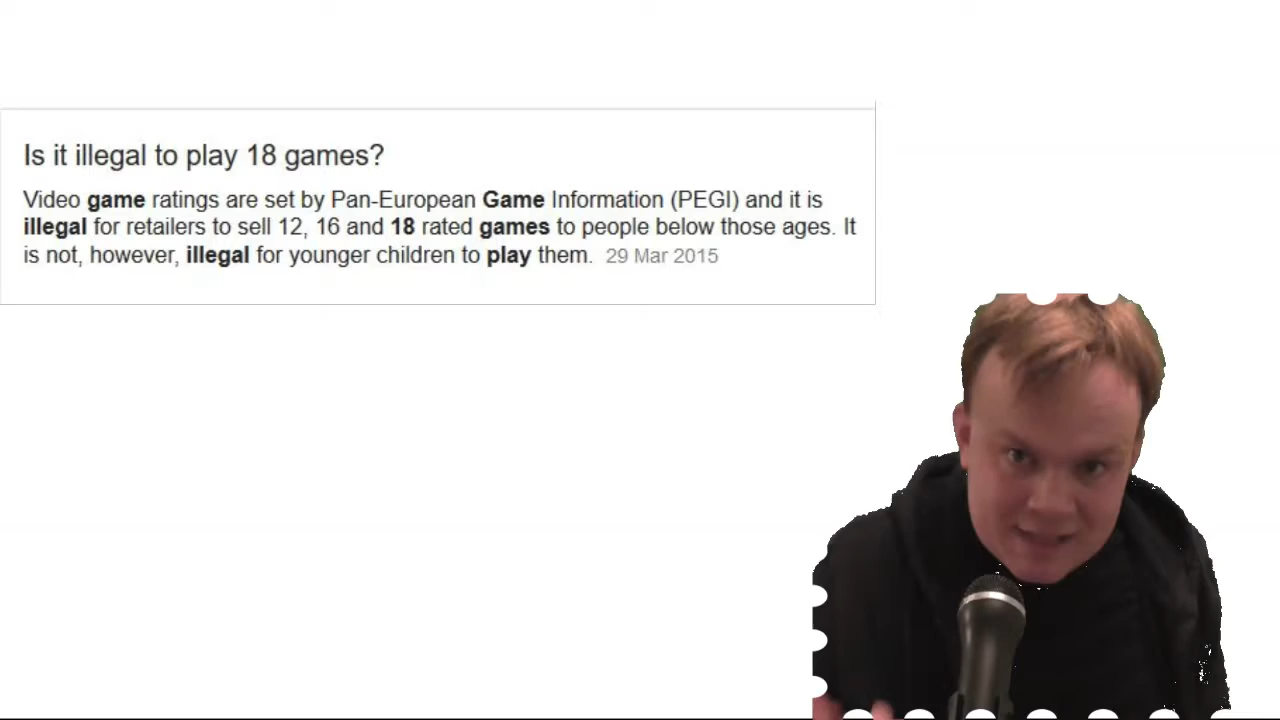 Is it illegal to play 18 games?
Video game ratings are set by Pan-European Game Information (PEGI) and it is
illegal for retailers to sell 12, 16 and 18 rated games to people below those ages. It
is not, however, illegal for younger children to play them. 29 Mar 2015